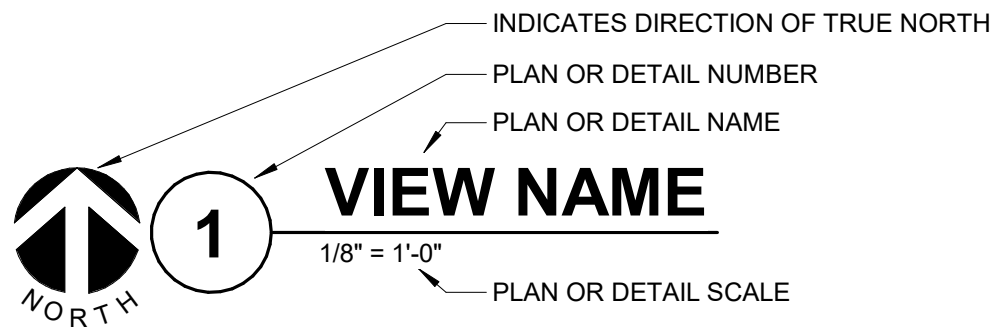 INDICATES DIRECTION OF TRUE NORTH
PLAN OR DETAIL NUMBER
PLAN OR DETAIL NAME
VIEW NAME
1
1/8" = 1'-0"
PLAN OR DETAIL SCALE
NORTH